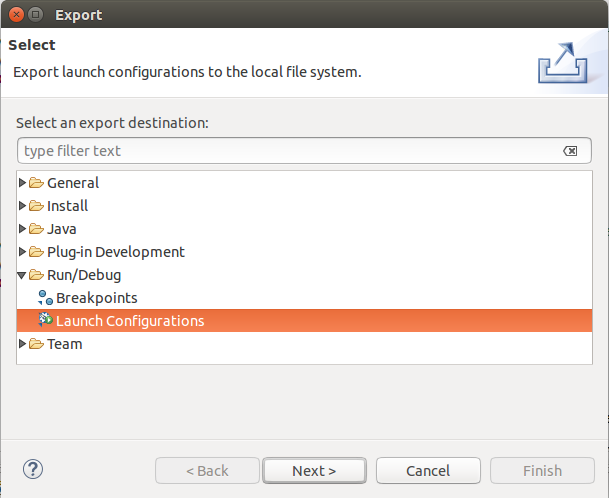 Export
Select
Export launch configurations to the local file system.
Select an export destination:
type filter text
General
Install
Java
Plug-in Development
Run/Debug
Breakpoints
Launch Configurations
Team
? < Back Next > Cancel Finish